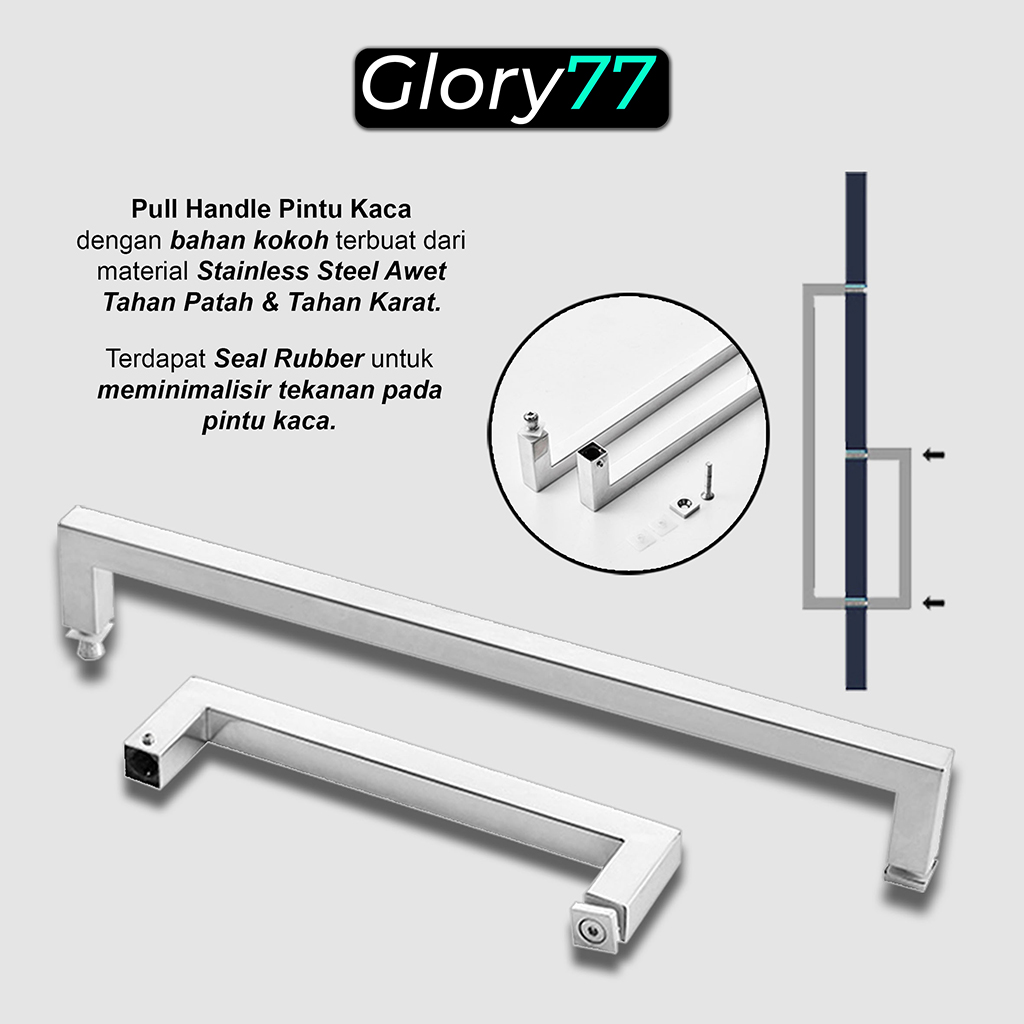 Glory77
Pull Handle Pintu Kaca
dengan bahan kokoh terbuat dari
material Stainless Steel Awet
Tahan Patah & Tahan Karat.
Terdapat Seal Rubber untuk
meminimalisir tekanan pada
pintu kaca.